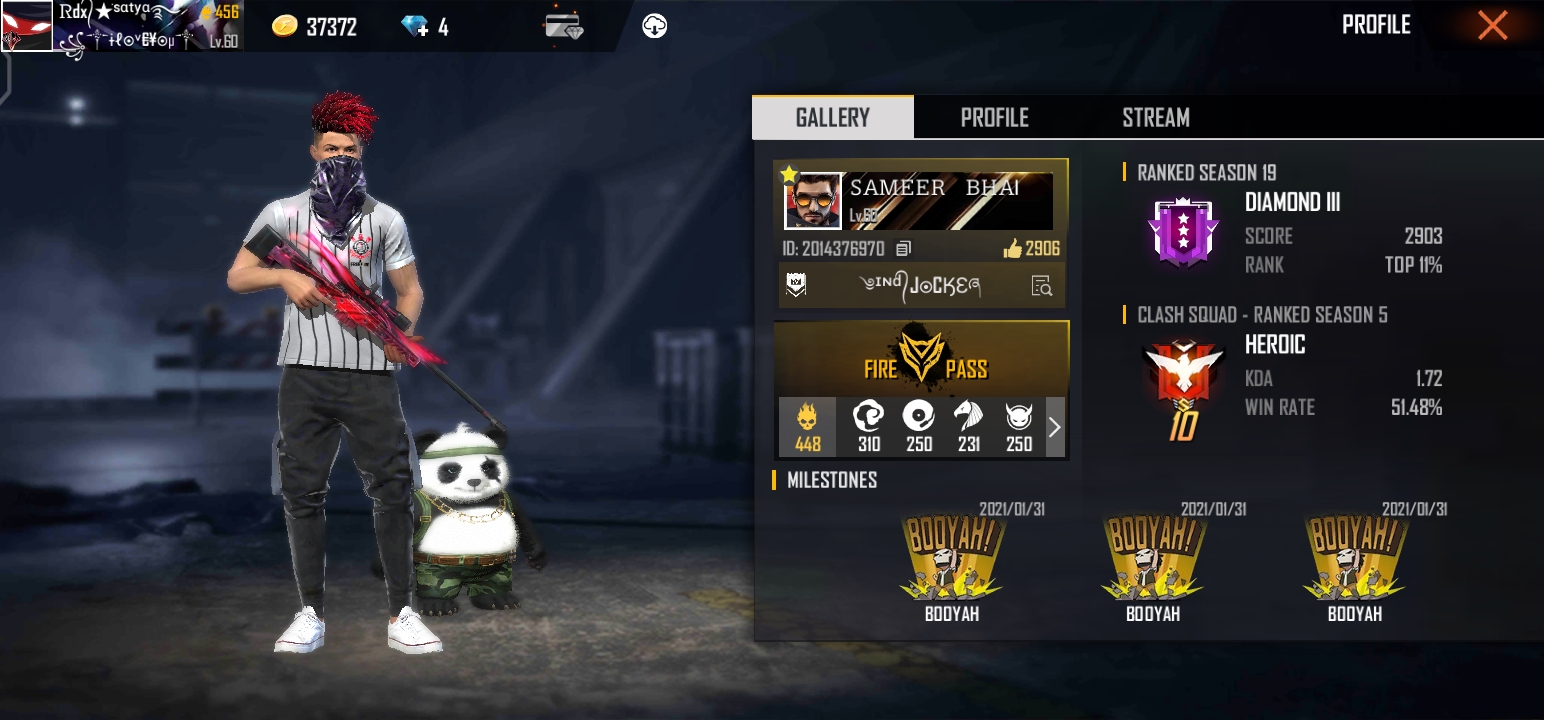 Rdx ★ satya
456
Lv.60
37372
4
PROFILE
GALLERY
PROFILE
STREAM
SAMEER BHAI
Lv.60
ID: 2014376970
2906
IND JOCKER
FIRE PASS
448
310
250
231
250
MILESTONES
2021/01/31
2021/01/31
2021/01/31
BOOYAH!
BOOYAH!
BOOYAH!
BOOYAH
BOOYAH
BOOYAH
RANKED SEASON 19
DIAMOND III
SCORE 2903
RANK TOP 11%
CLASH SQUAD - RANKED SEASON 5
HEROIC
KDA 1.72
WIN RATE 51.48%
10